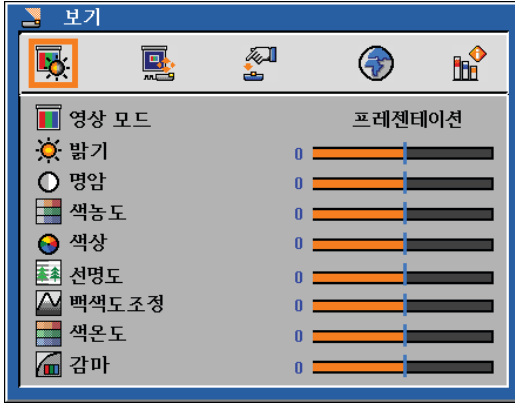 보기
영상 모드 프레젠테이션
밝기 0
명암 0
색농도 0
색상 0
선명도 0
백색도조정 0
색온도 0
감마 0